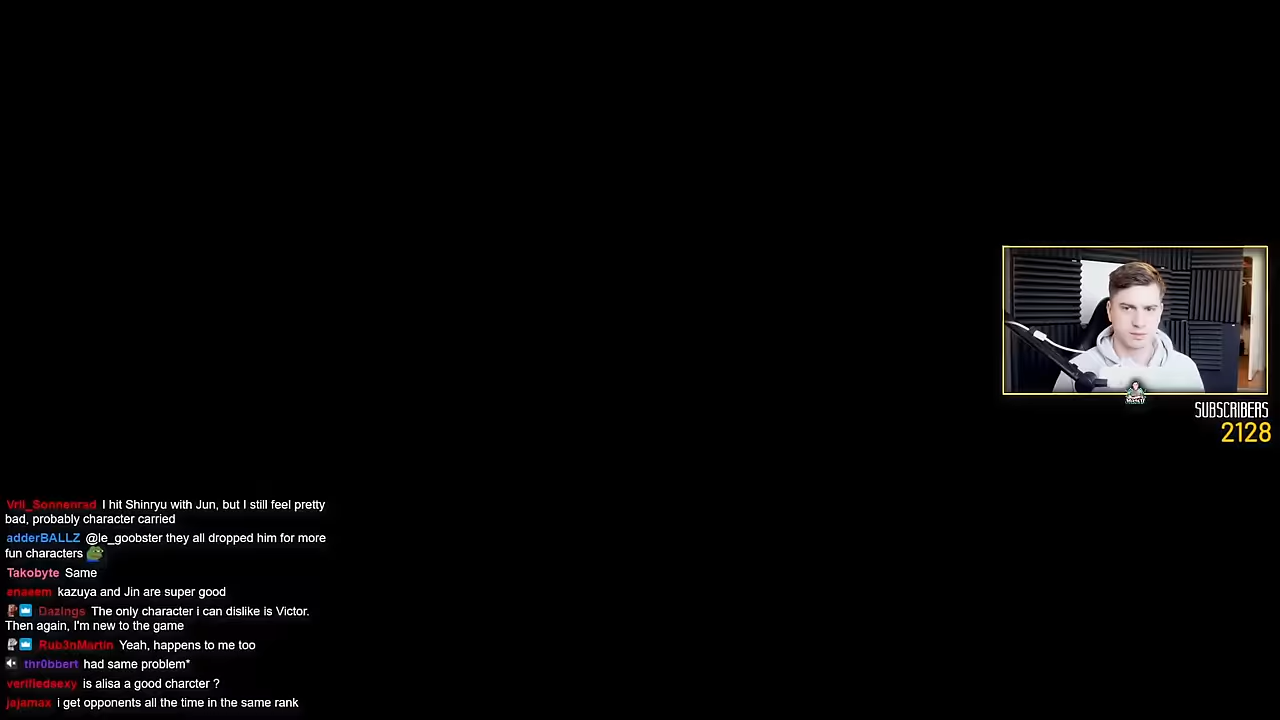 SUBSCRIBERS
2128
Vril_Sonnenrad I hit Shinryu with Jun, but I still feel pretty
bad, probably character carried
adderBALLZ @le_goobster they all dropped him for more
fun characters
Takobyte Same
anaaem kazuya and Jin are super good
Dazings The only character i can dislike is Victor.
Then again, I'm new to the game
Rub3nMartin Yeah, happens to me too
thr0bbert had same problem*
verifiedsexy is alisa a good charcter ?
jajamax i get opponents all the time in the same rank